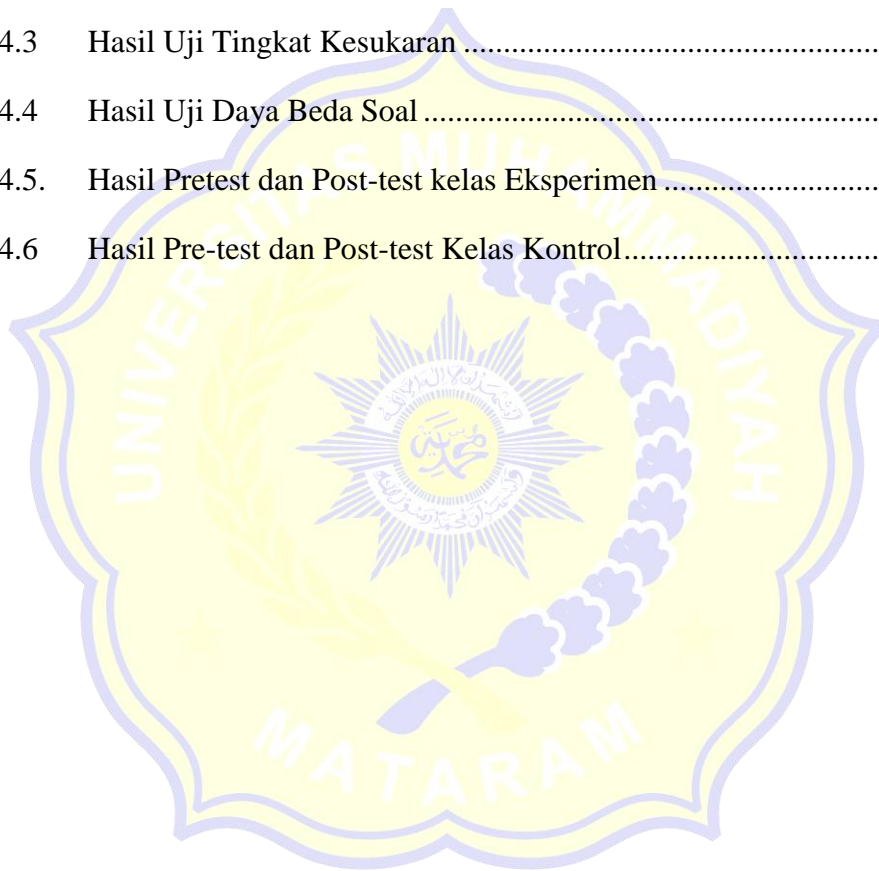 4.3 Hasil Uji Tingkat Kesukaran ....................................................
4.4 Hasil Uji Daya Beda Soal .........................................................
4.5. Hasil Pretest dan Post-test kelas Eksperimen ...........................
4.6 Hasil Pre-test dan Post-test Kelas Kontrol................................
UNIVERSITAS MUHAMMADIYAH
MATARAM